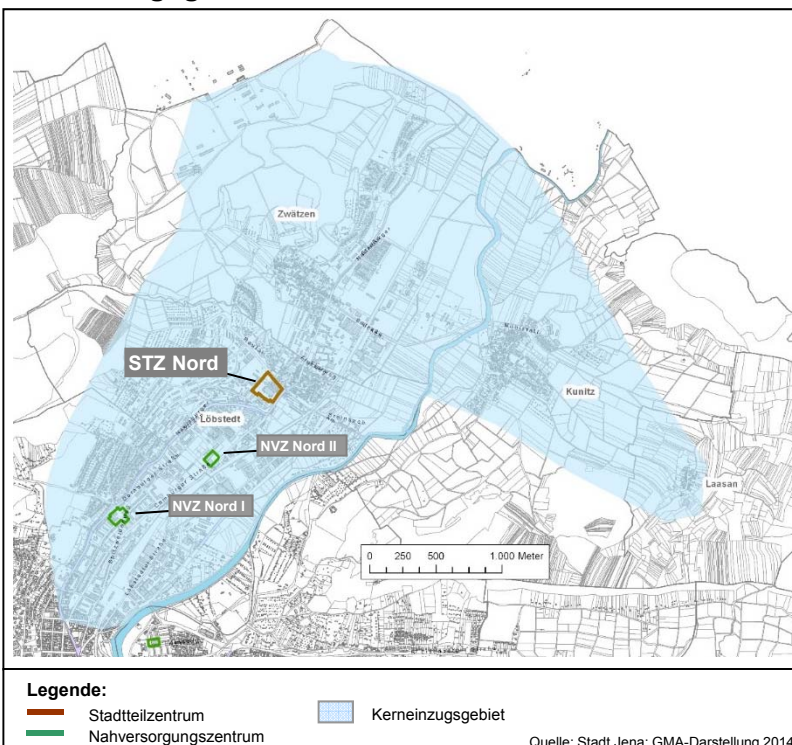 Zwätzen
STZ Nord
Löbstedt
Kunitz
NVZ Nord II
Laasan
NVZ Nord I
0 250 500 1.000 Meter
Legende:
Stadtteilzentrum
Kerneinzugsgebiet
Nahversorgungszentrum
Quelle: Stadt Jena; GMA-Darstellung 2014